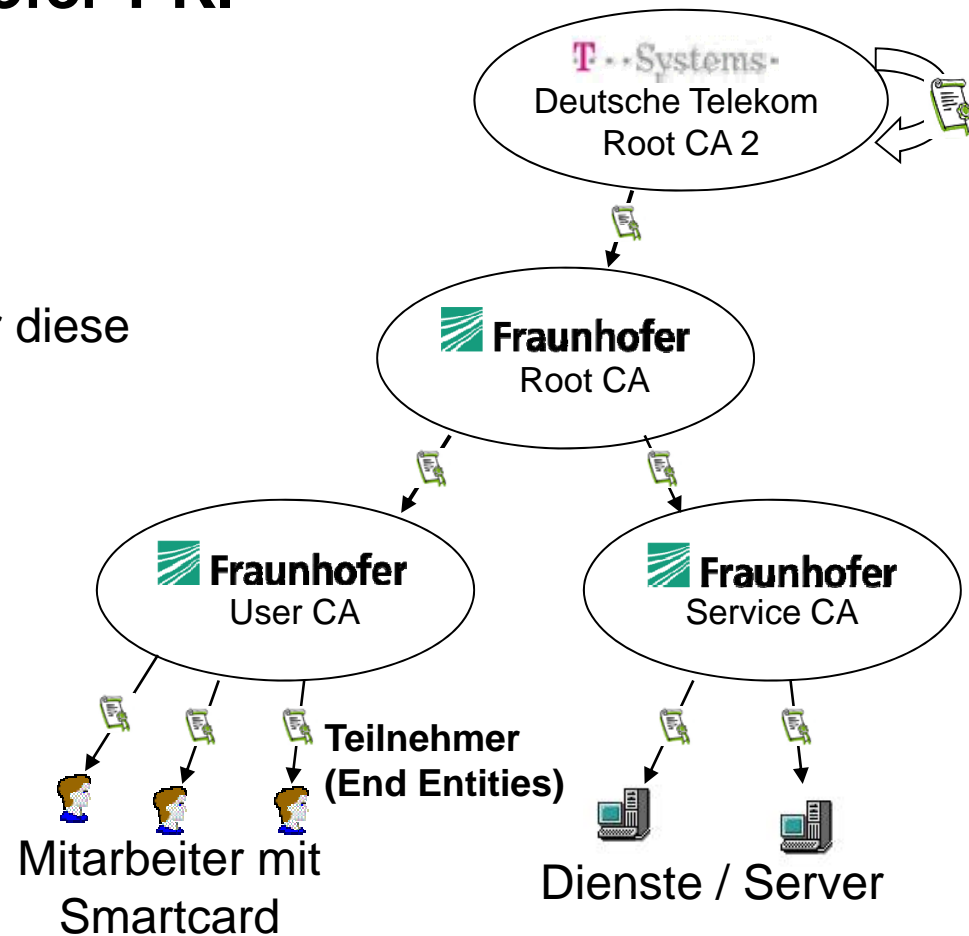 T··Systems·
Deutsche Telekom
Root CA 2
diese
Fraunhofer
Root CA
Fraunhofer
User CA
Fraunhofer
Service CA
Teilnehmer
(End Entities)
Mitarbeiter mit
Smartcard
Dienste / Server